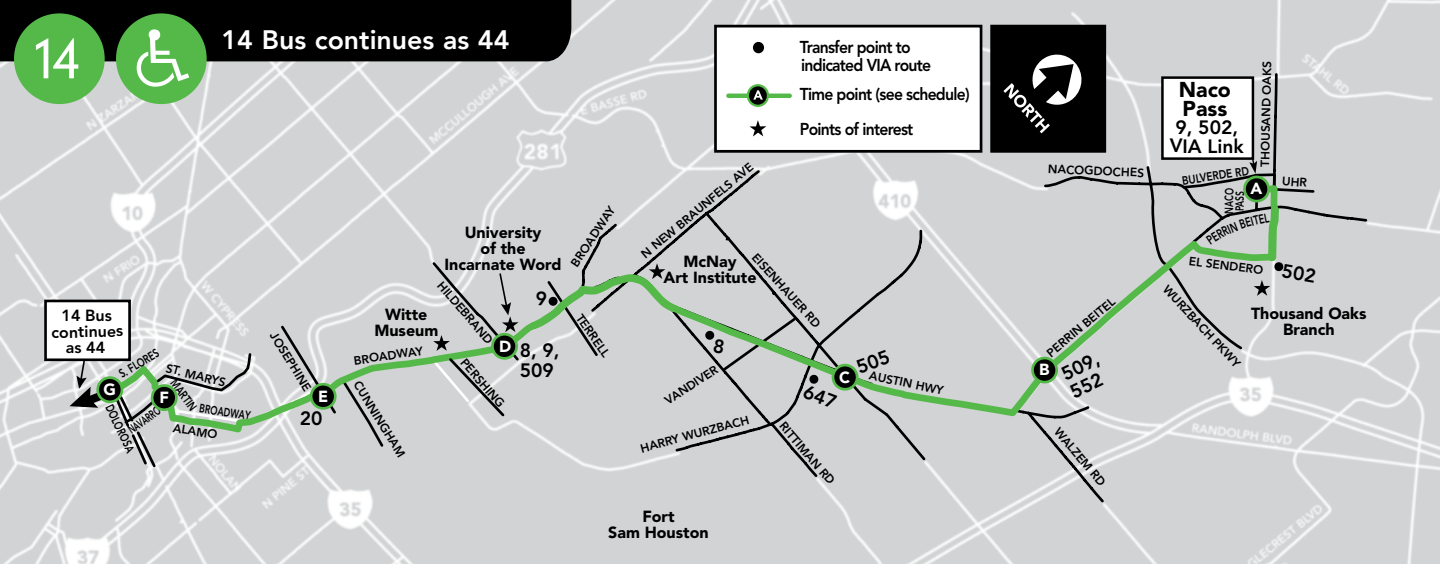 14
14 Bus continues as 44
Transfer point to
indicated VIA route
A
Time point (see schedule)
Points of interest
NORTH
Naco
Pass
9, 502,
VIA Link
THOUSAND OAKS
STAHL RD
NACOGDOCHES
BULVERDE RD
A
UHR
NACO
PASS
PERRIN BEITEL
EL SENDERO
502
Thousand Oaks
Branch
WURZBACH PKWY
PERRIN BEITEL
B
509,
552
WALZEM RD
35
RANDOLPH BLVD
GLECREST BLVD
410
N NEW BRAUNFELS AVE
McNay
Art Institute
EISENHAUER RD
8
VANDIVER
505
C
AUSTIN HWY
647
HARRY WURZBACH
RITTIMAN RD
Fort
Sam Houston
N NAZARA
MCCULLOUGH AVE
E BASSE RD
281
BROADWAY
University
of the
Incarnate Word
9
TERRELL
HILDEBRAND
D
8, 9,
509
Witte
Museum
PERSHING
BROADWAY
JOSEPHINE
E
20
CUNNINGHAM
10
N FRIO
W CYPRESS
14 Bus
continues
as 44
S. FLORES
ST. MARYS
G
F
MARTIN
BROADWAY
DOLOROSA
NAVARRO
ALAMO
NOLAN
N PINE ST
35
37